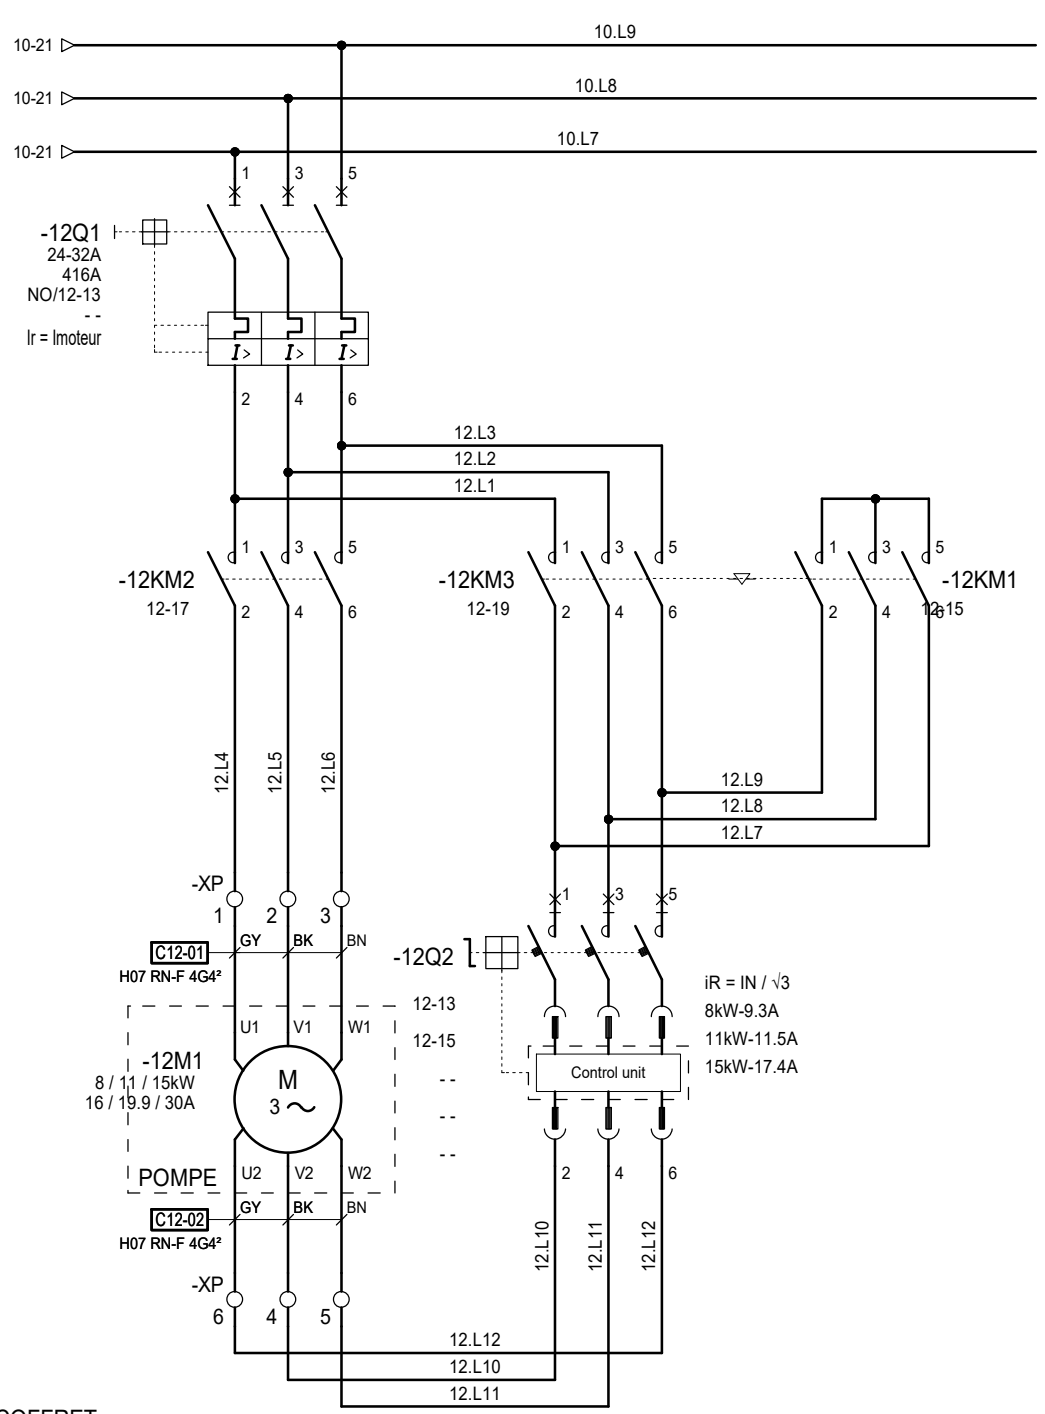 10-21
10.L9
10-21
10.L8
10-21
10.L7
1 3 5
-12Q1
24-32A
416A
NO/12-13
- -
Ir = Imoteur
I> I> I>
2 4 6
12.L3
12.L2
12.L1
1 3 5 1 3 5 1 3 5
-12KM2 -12KM3 -12KM1
12-17 2 4 6 12-19 2 4 6 2 4 6 12-15
12.L4 12.L5 12.L6
12.L9
12.L8
12.L7
-XP
1 2 3
1 3 5
C12-01 GY BK BN
H07 RN-F 4G4²
-12Q2
12-13
12-15
- -
- -
- -
iR = IN / √3
8kW-9.3A
11kW-11.5A
15kW-17.4A
Control unit
U1 V1 W1
-12M1
8 / 11 / 15kW
16 / 19.9 / 30A
M
3
POMPE U2 V2 W2
2 4 6
C12-02 GY BK BN
H07 RN-F 4G4²
12.L10 12.L11 12.L12
-XP
6 4 5
12.L12
12.L10
12.L11